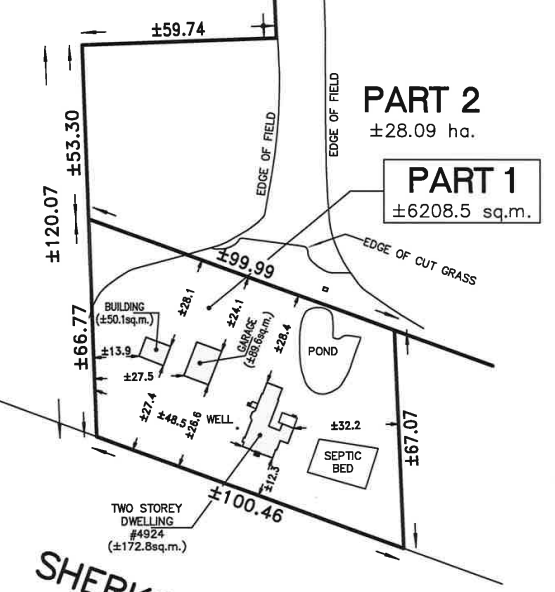 ±59.74
PART 2
±28.09 ha.
EDGE OF FIELD
EDGE OF FIELD
±53.30
±120.07
PART 1
±6208.5 sq.m.
EDGE OF CUT GRASS
±99.99
±28.1
±24.1
±28.4
BUILDING
(±50.1sq.m.)
GARAGE
(±89.6sq.m.)
±66.77
±13.9
±27.5
POND
±27.4
±48.5
±26.6
WELL
±32.2
±67.07
SEPTIC
BED
±12.3
±100.46
TWO STOREY
DWELLING
#4924
(±172.8sq.m.)